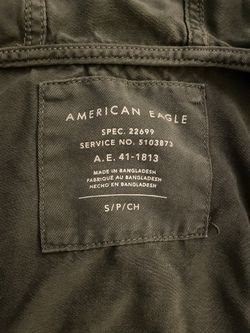 AMERICAN EAGLE
SPEC. 22699
SERVICE NO. 5103873
A.E. 41-1813
MADE IN BANGLADESH
FABRIQUÉ AU BANGLADESH
HECHO EN BANGLADESH
S/P/CH